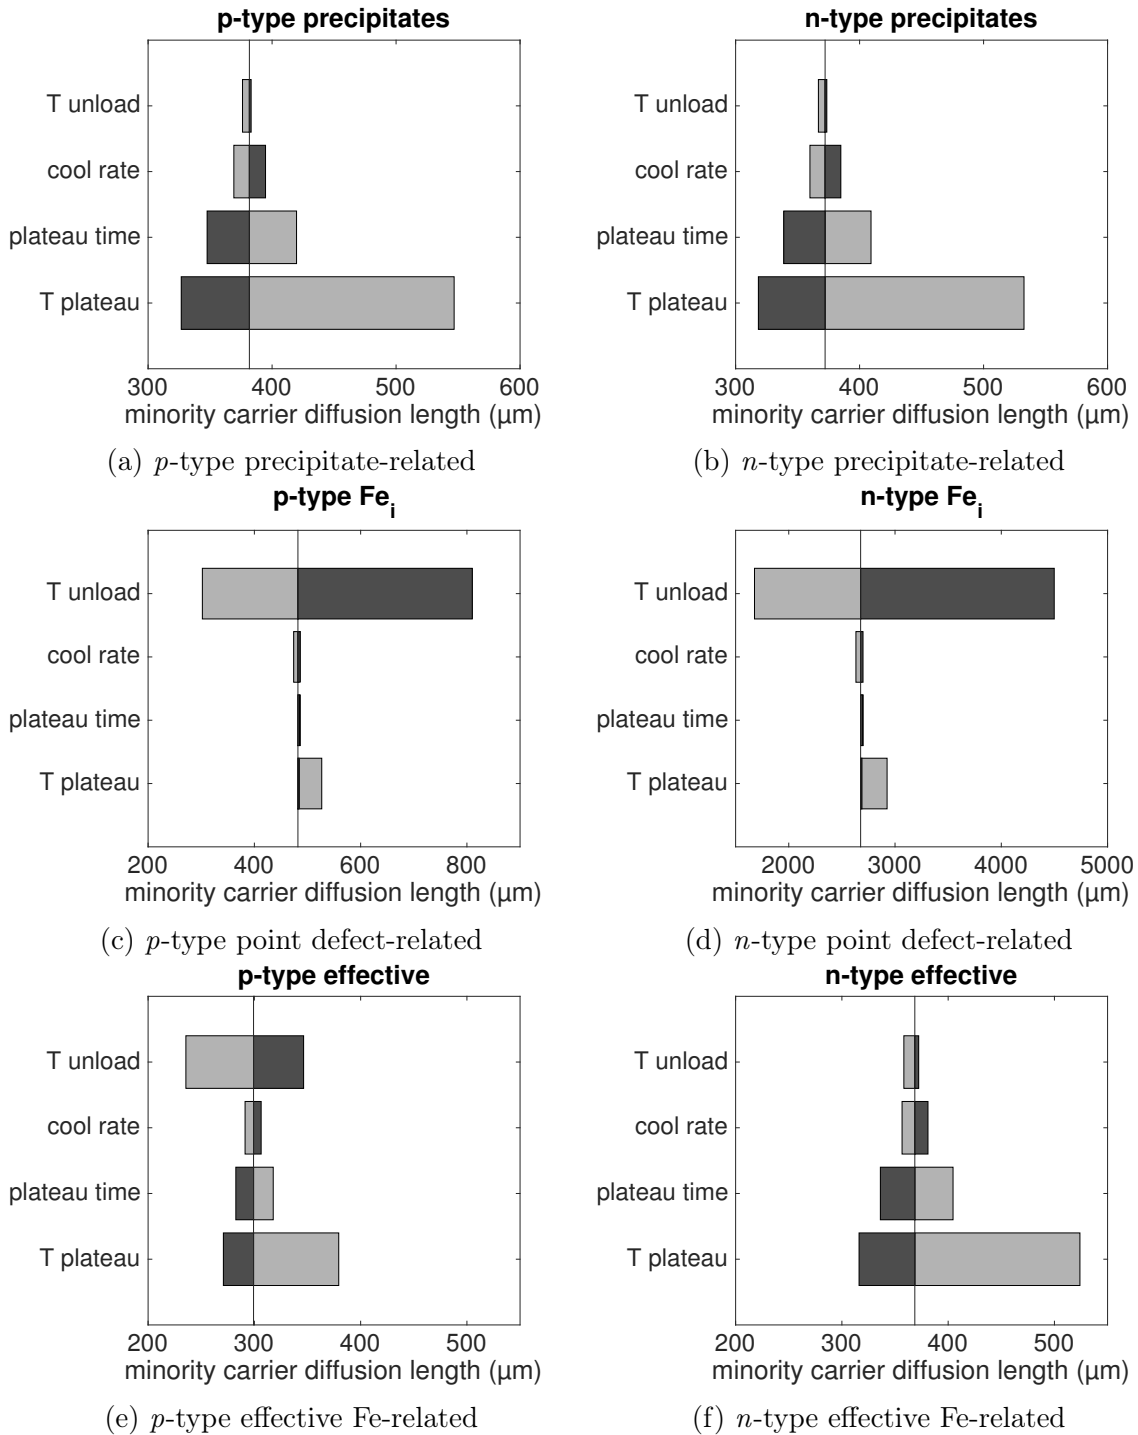 p-type precipitates
T unload
cool rate
plateau time
T plateau
300 400 500 600
minority carrier diffusion length (µm)
(a) p-type precipitate-related
n-type precipitates
T unload
cool rate
plateau time
T plateau
300 400 500 600
minority carrier diffusion length (µm)
(b) n-type precipitate-related
p-type Fei
T unload
cool rate
plateau time
T plateau
200 400 600 800
minority carrier diffusion length (µm)
(c) p-type point defect-related
n-type Fei
T unload
cool rate
plateau time
T plateau
2000 3000 4000 5000
minority carrier diffusion length (µm)
(d) n-type point defect-related
p-type effective
T unload
cool rate
plateau time
T plateau
200 300 400 500
minority carrier diffusion length (µm)
(e) p-type effective Fe-related
n-type effective
T unload
cool rate
plateau time
T plateau
200 300 400 500
minority carrier diffusion length (µm)
(f) n-type effective Fe-related